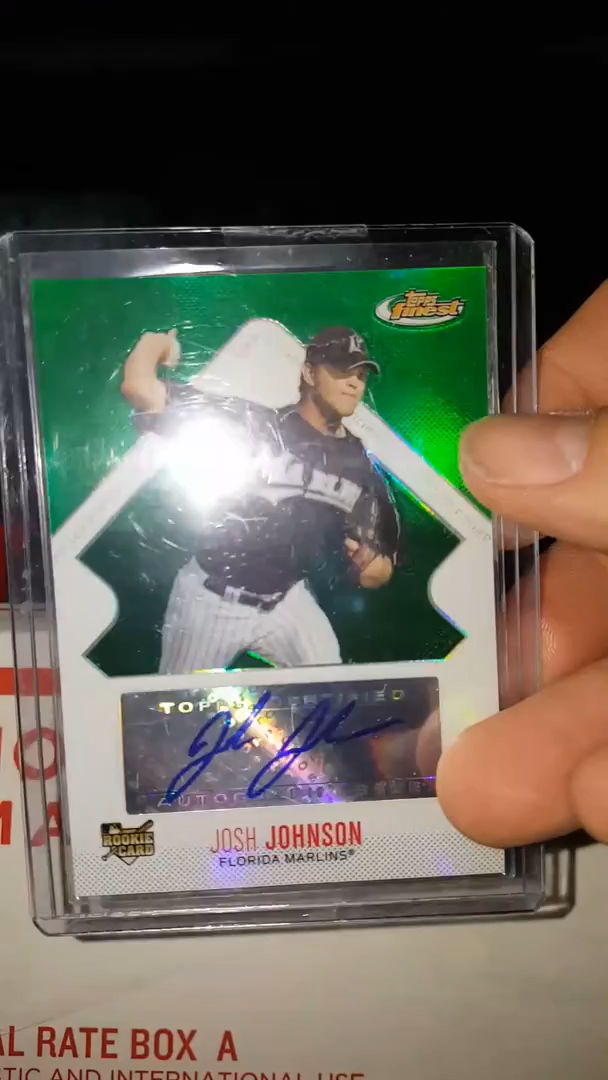 Topps
finest
MARLIN
TOPPS CERTIFIED
AUTOGRAPH ISSUE
ROOKIE
CARD
JOSH JOHNSON
FLORIDA MARLINS®
AL RATE BOX A
TIC AND INTERNATIONAL USE